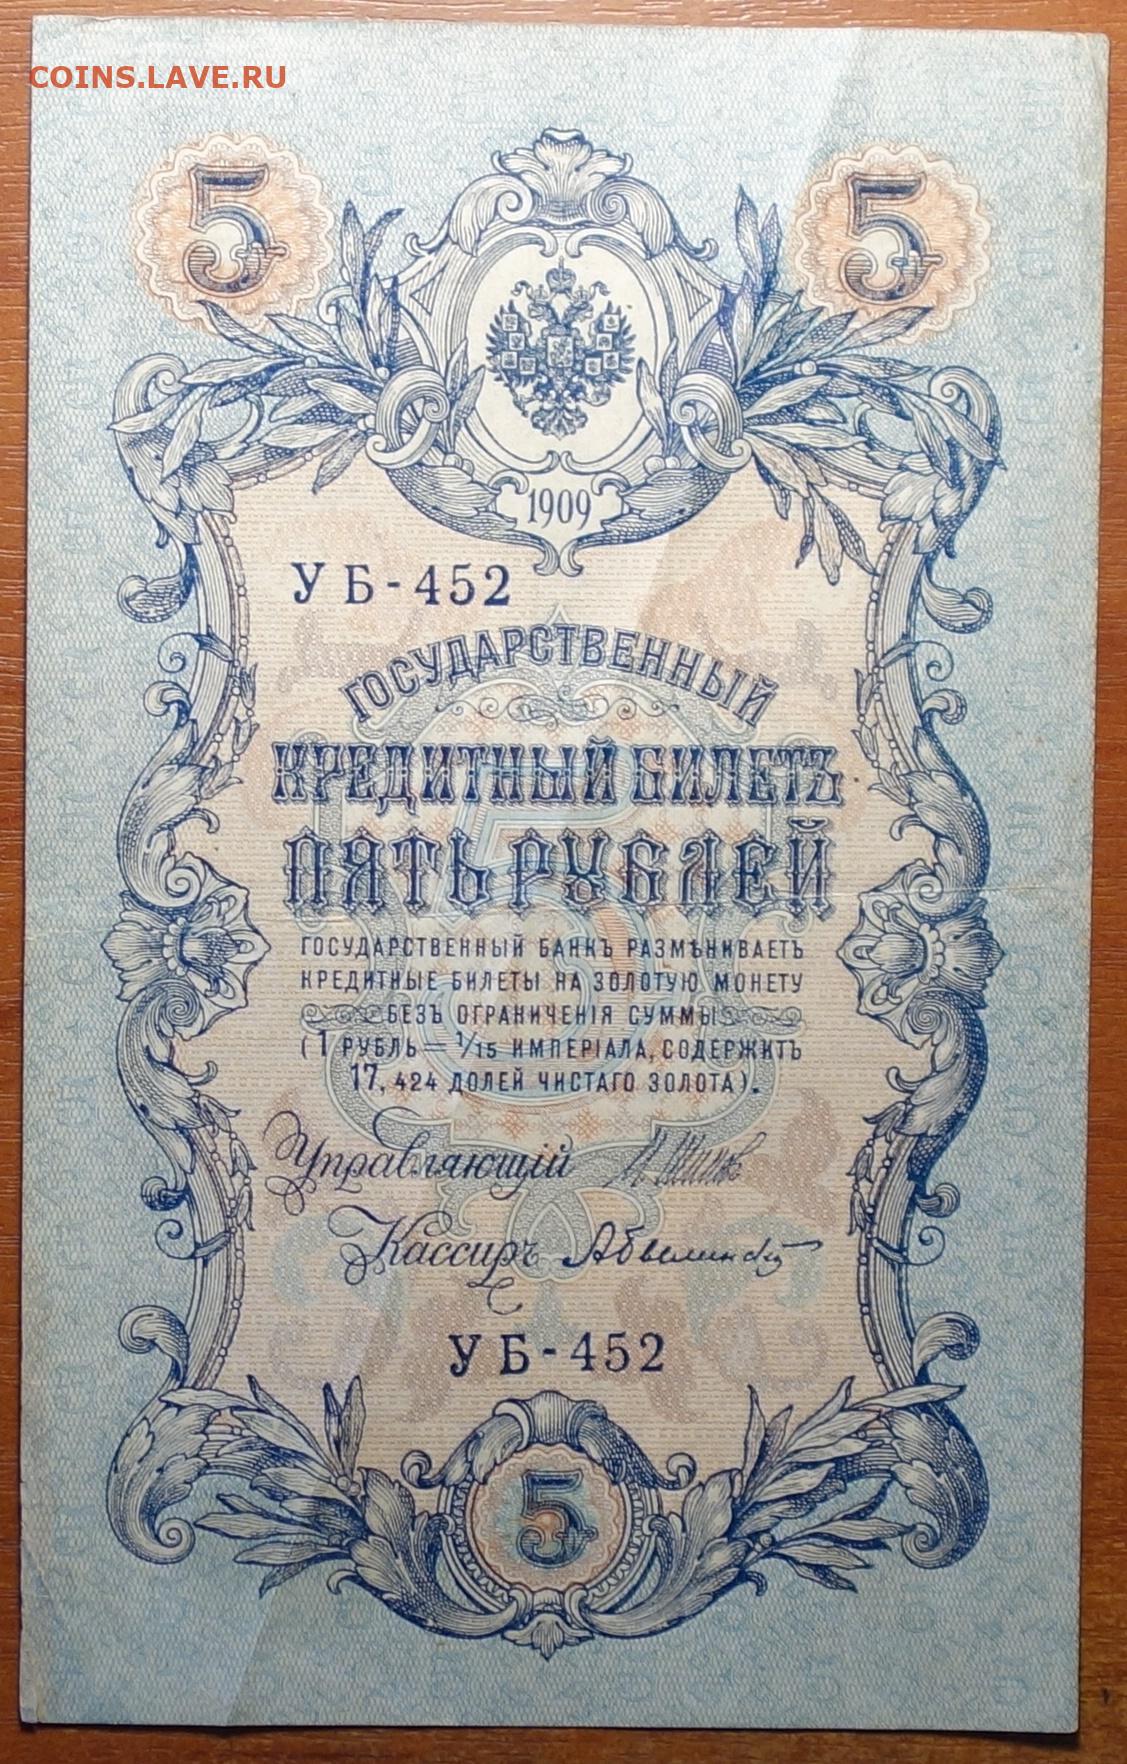 COINS.LAVE.RU
5 5
1909
УБ-452
ГОСУДАРСТВЕННЫЙ
КРЕДИТНЫЙ БИЛЕТЪ
ПЯТЬ РУБЛЕЙ
ГОСУДАРСТВЕННЫЙ БАНКЪ РАЗМѢНИВАЕТЪ
КРЕДИТНЫЕ БИЛЕТЫ НА ЗОЛОТУЮ МОНЕТУ
БЕЗЪ ОГРАНИЧЕНІЯ СУММЫ
(1 РУБЛЬ = 1/15 ИМПЕРІАЛА, СОДЕРЖИТЪ
17,424 ДОЛЕЙ ЧИСТАГО ЗОЛОТА).
Управляющій
Кассиръ
УБ-452
5